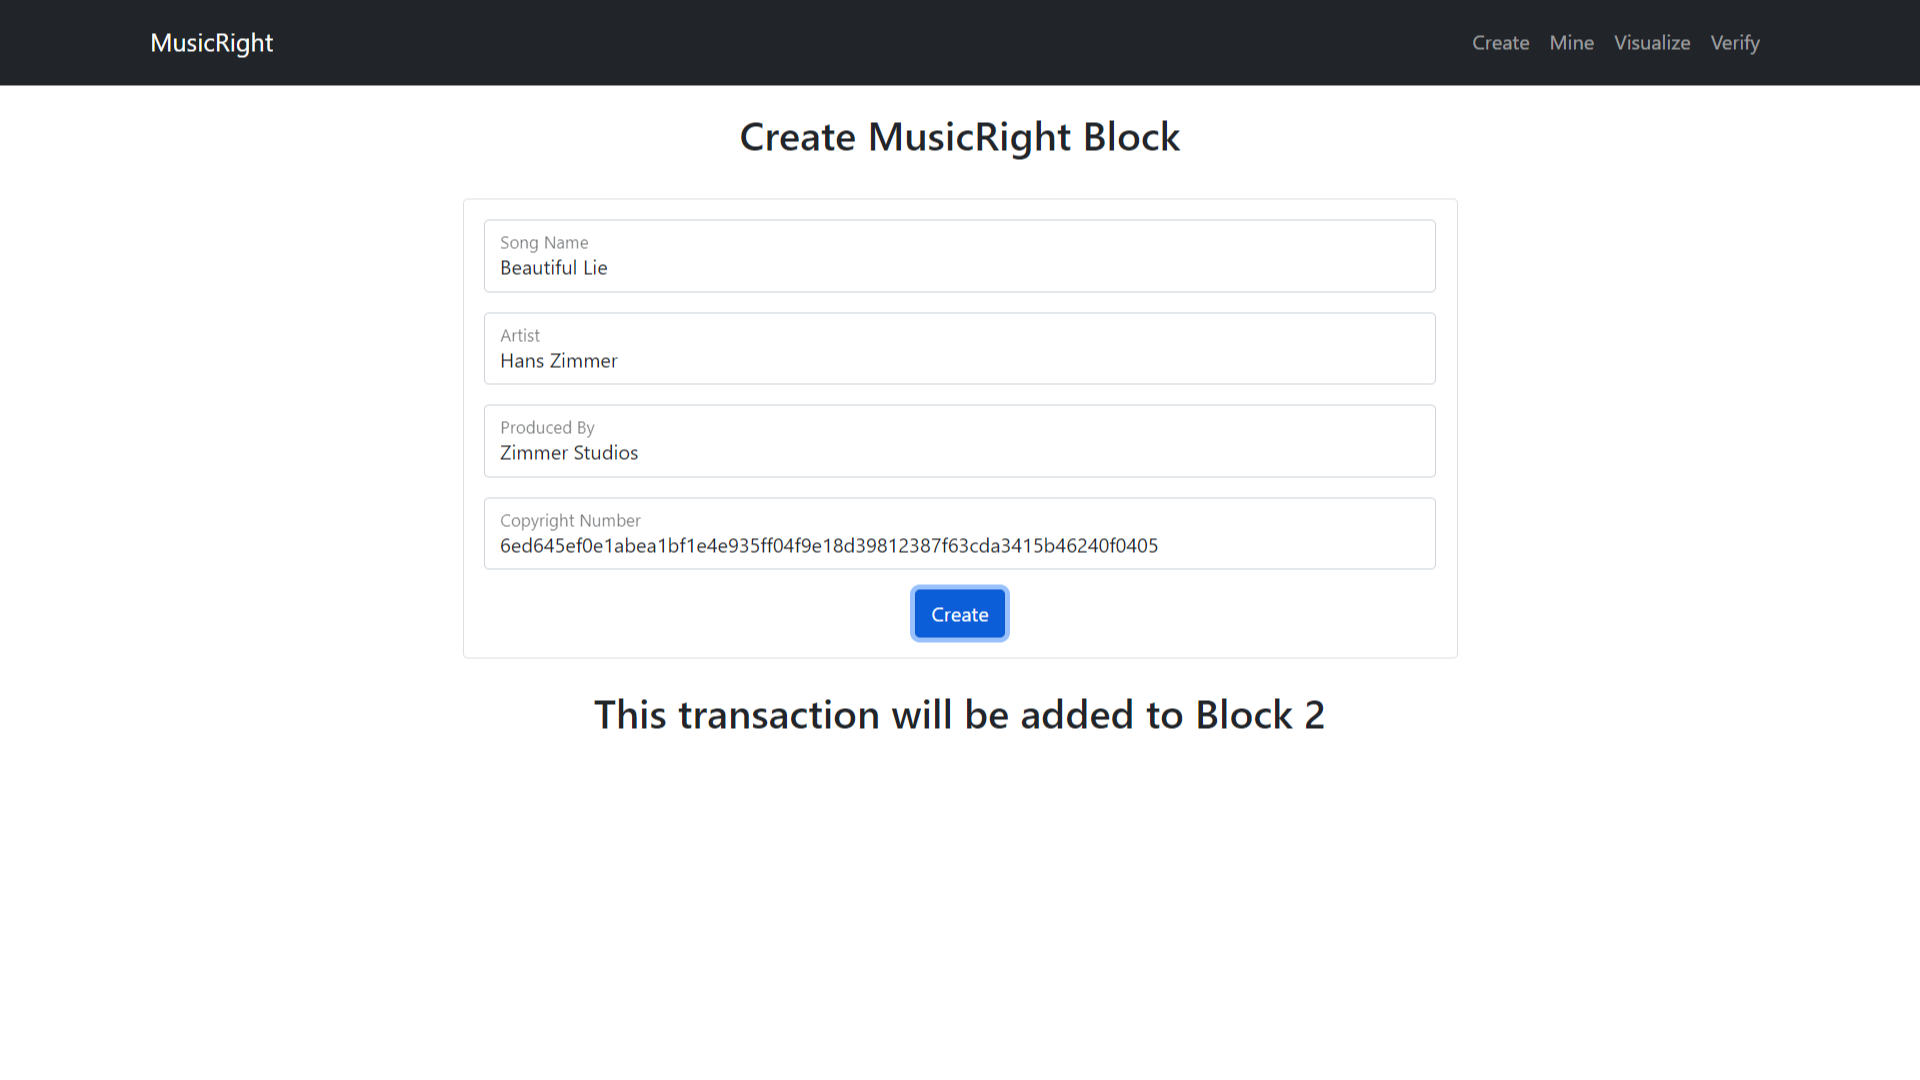 MusicRight
Create Mine Visualize Verify
Create MusicRight Block
Song Name
Beautiful Lie
Artist
Hans Zimmer
Produced By
Zimmer Studios
Copyright Number
6ed645ef0e1abea1bf1e4e935ff04f9e18d39812387f63cda3415b46240f0405
Create
This transaction will be added to Block 2